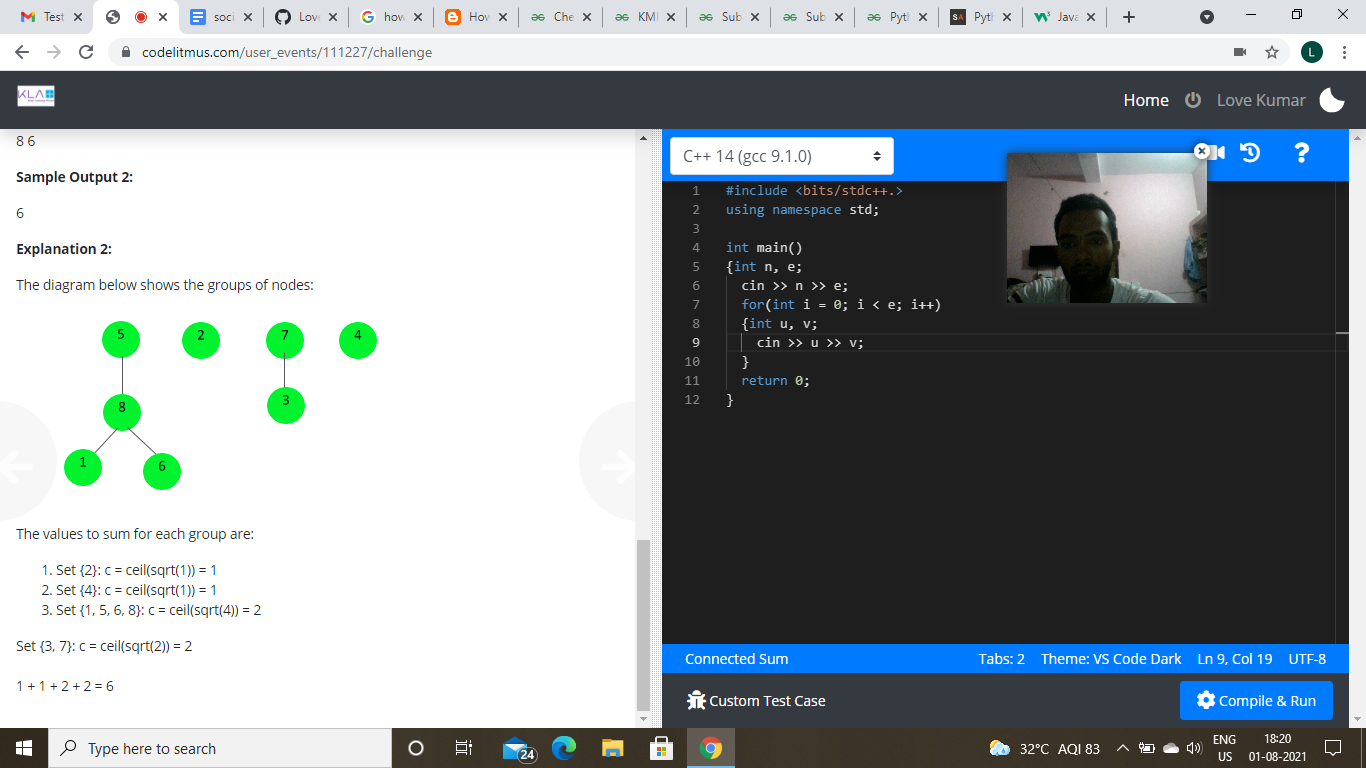 Test
soci
Love
how
How
Che
KMI
Sub
Sub
Pytl
SA
Pytl
Java
codelitmus.com/user_events/111227/challenge
L
KLA
Home
Love Kumar
8 6
Sample Output 2:
6
Explanation 2:
The diagram below shows the groups of nodes:
5
2
7
4
8
3
1
6
The values to sum for each group are:
1. Set {2}: c = ceil(sqrt(1)) = 1
2. Set {4}: c = ceil(sqrt(1)) = 1
3. Set {1, 5, 6, 8}: c = ceil(sqrt(4)) = 2
Set {3, 7}: c = ceil(sqrt(2)) = 2
1 + 1 + 2 + 2 = 6
C++ 14 (gcc 9.1.0)
?
1 #include <bits/stdc++.>
2 using namespace std;
3
4 int main()
5 {int n, e;
6 cin >> n >> e;
7 for(int i = 0; i < e; i++)
8 {int u, v;
9 cin >> u >> v;
10 }
11 return 0;
12 }
Connected Sum
Tabs: 2
Theme: VS Code Dark
Ln 9, Col 19
UTF-8
Custom Test Case
Compile & Run
Type here to search
24
32°C AQI 83
ENG
US
18:20
01-08-2021